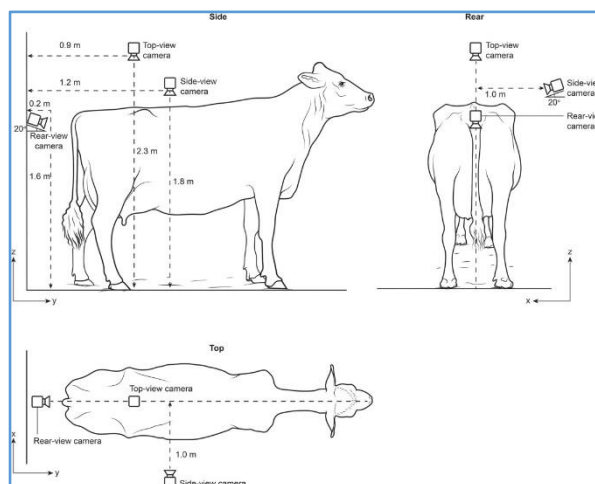 Side
0.9 m
Top-view
camera
1.2 m
Side-view
camera
0.2 m
20°
Rear-view
camera
2.3 m
1.6 m
1.8 m
z
y
Rear
Top-view
camera
1.0 m
Side-view
camera
20°
Rear-view
camera
z
x
Top
Top-view camera
Rear-view camera
x
y
1.0 m
Side-view camera